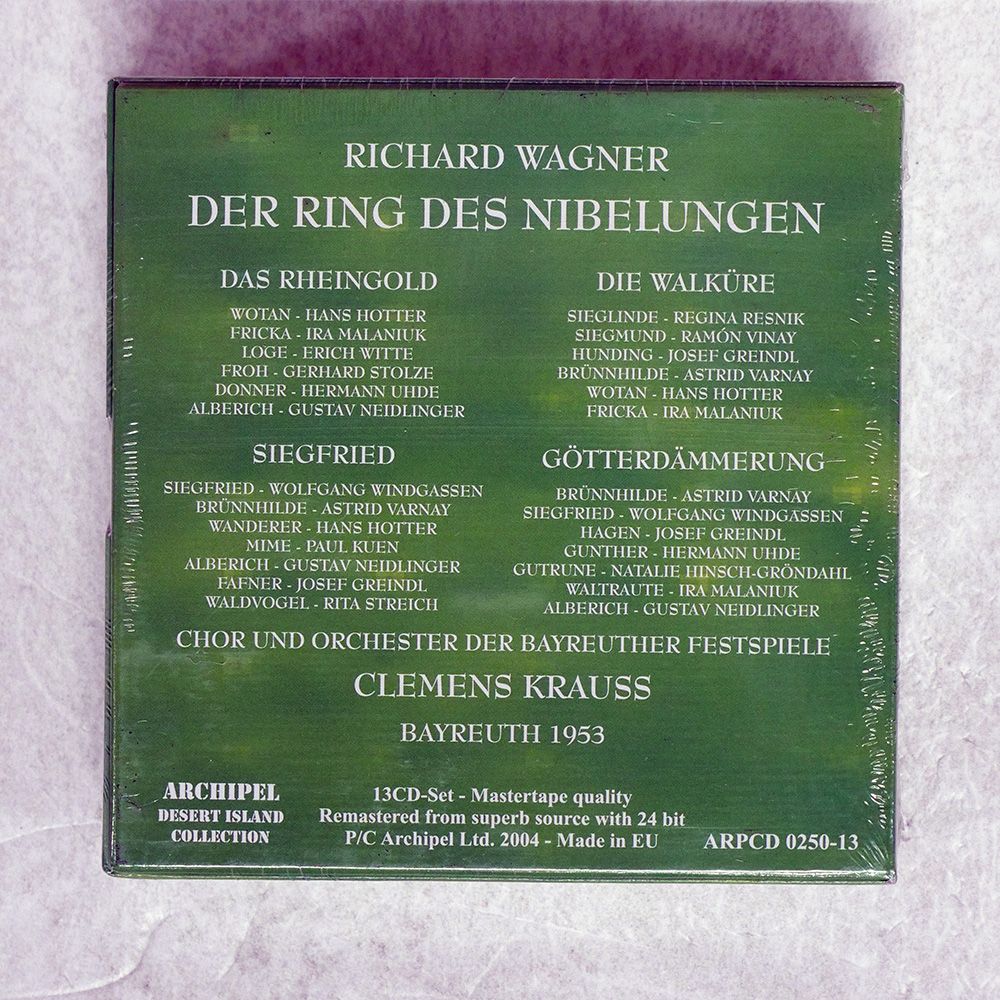 RICHARD WAGNER
DER RING DES NIBELUNGEN
DAS RHEINGOLD
WOTAN - HANS HOTTER
FRICKA - IRA MALANIUK
LOGE - ERICH WITTE
FROH - GERHARD STOLZE
DONNER - HERMANN UHDE
ALBERICH - GUSTAV NEIDLINGER
DIE WALKÜRE
SIEGLINDE - REGINA RESNIK
SIEGMUND - RAMÓN VINAY
HUNDING - JOSEF GREINDL
BRÜNNHILDE - ASTRID VARNAY
WOTAN - HANS HOTTER
FRICKA - IRA MALANIUK
SIEGFRIED
SIEGFRIED - WOLFGANG WINDGASSEN
BRÜNNHILDE - ASTRID VARNAY
WANDERER - HANS HOTTER
MIME - PAUL KUEN
ALBERICH - GUSTAV NEIDLINGER
FAFNER - JOSEF GREINDL
WALDVOGEL - RITA STREICH
GÖTTERDÄMMERUNG
BRÜNNHILDE - ASTRID VARNAY
SIEGFRIED - WOLFGANG WINDGASSEN
HAGEN - JOSEF GREINDL
GUNTHER - HERMANN UHDE
GUTRUNE - NATALIE HINSCH-GRÖNDAHL
WALTRAUTE - IRA MALANIUK
ALBERICH - GUSTAV NEIDLINGER
CHOR UND ORCHESTER DER BAYREUTHER FESTSPIELE
CLEMENS KRAUSS
BAYREUTH 1953
ARCHIPEL
DESERT ISLAND
COLLECTION
13CD-Set - Mastertape quality
Remastered from superb source with 24 bit
P/C Archipel Ltd. 2004 - Made in EU
ARPCD 0250-13